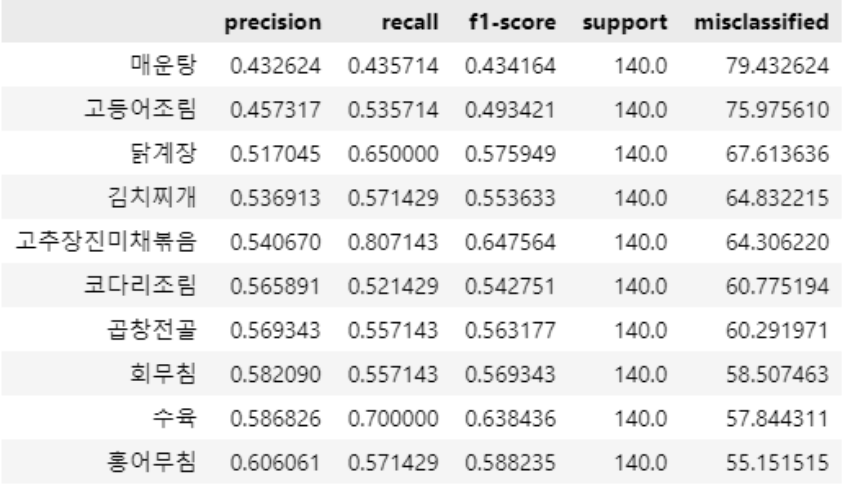 precision recall f1-score support misclassified
매운탕 0.432624 0.435714 0.434164 140.0 79.432624
고등어조림 0.457317 0.535714 0.493421 140.0 75.975610
닭계장 0.517045 0.650000 0.575949 140.0 67.613636
김치찌개 0.536913 0.571429 0.553633 140.0 64.832215
고추장진미채볶음 0.540670 0.807143 0.647564 140.0 64.306220
코다리조림 0.565891 0.521429 0.542751 140.0 60.775194
곱창전골 0.569343 0.557143 0.563177 140.0 60.291971
회무침 0.582090 0.557143 0.569343 140.0 58.507463
수육 0.586826 0.700000 0.638436 140.0 57.844311
홍어무침 0.606061 0.571429 0.588235 140.0 55.151515